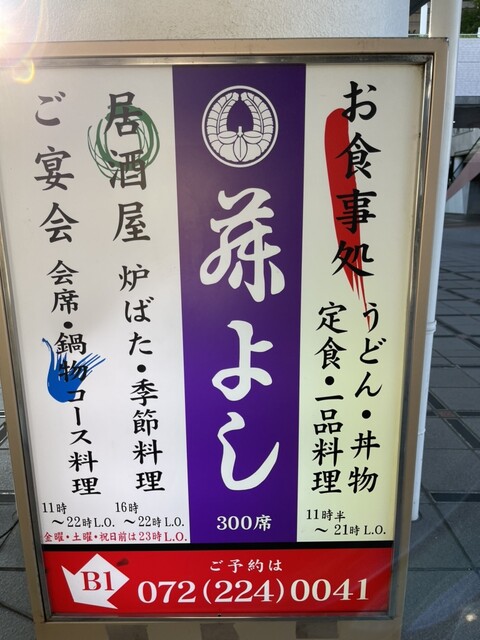 お食事処
うどん・丼物
定食・一品料理
11時半
～21時L.O.
藤よし
300席
居酒屋
炉ばた・季節料理
16時
～22時L.O.
ご宴会
会席・鍋物コース料理
11時
～22時L.O.
金曜・土曜・祝日前は23時L.O.
B1
ご予約は
072(224)0041